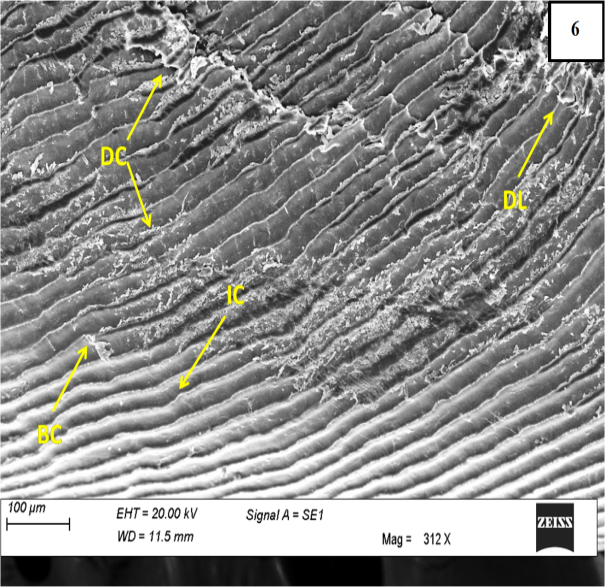 6
DC
DL
IC
BC
100 µm
EHT = 20.00 kV Signal A = SE1
WD = 11.5 mm Mag = 312 X
ZEISS